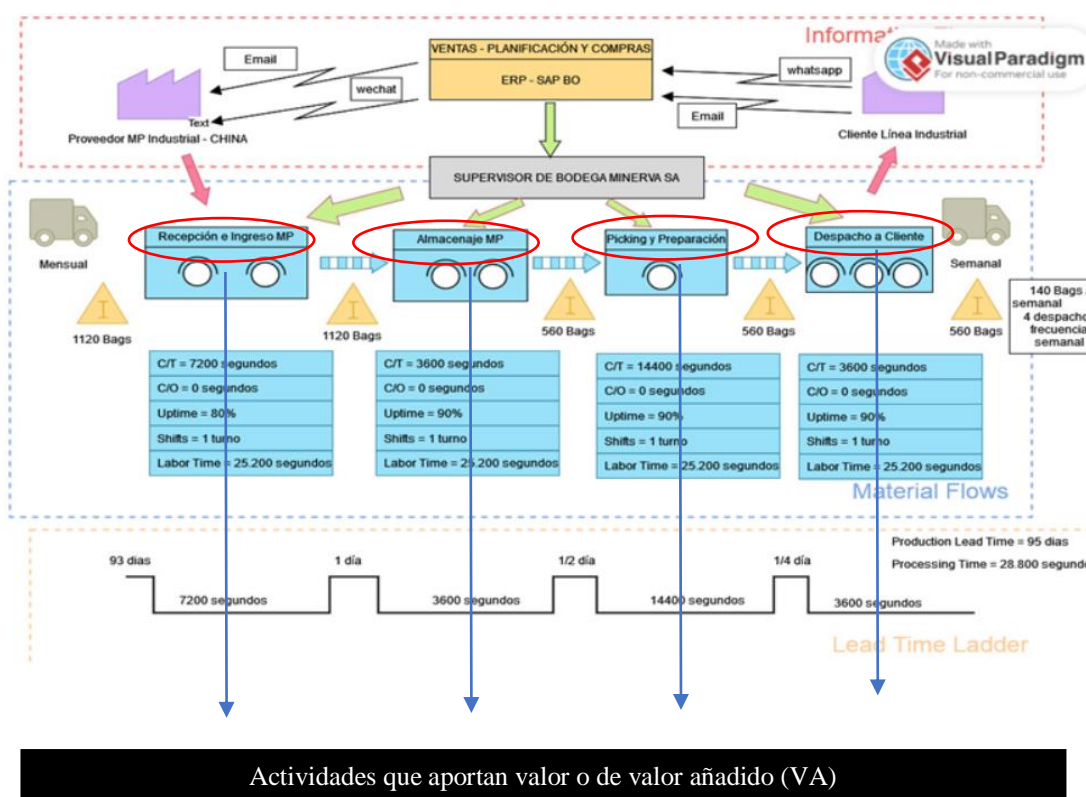 Informat
Made with
Visual Paradigm
For non-commercial use
VENTAS - PLANIFICACIÓN Y COMPRAS
ERP - SAP BO
Email
wechat
Text
whatsapp
Email
Proveedor MP Industrial - CHINA
Cliente Línea Industrial
SUPERVISOR DE BODEGA MINERVA SA
Mensual
Recepción e Ingreso MP
Almacenaje MP
Picking y Preparación
Despacho a Cliente
Semanal
I
1120 Bags
I
1120 Bags
I
560 Bags
I
560 Bags
I
560 Bags
140 Bags
semanal
4 despacho
frecuencia
semanal
C/T = 7200 segundos
C/O = 0 segundos
Uptime = 80%
Shifts = 1 turno
Labor Time = 25.200 segundos
C/T = 3600 segundos
C/O = 0 segundos
Uptime = 90%
Shifts = 1 turno
Labor Time = 25.200 segundos
C/T = 14400 segundos
C/O = 0 segundos
Uptime = 90%
Shifts = 1 turno
Labor Time = 25.200 segundos
C/T = 3600 segundos
C/O = 0 segundos
Uptime = 90%
Shifts = 1 turno
Labor Time = 25.200 segundos
Material Flows
Production Lead Time = 95 dias
Processing Time = 28.800 segund
93 dias
1 día
1/2 día
1/4 día
7200 segundos
3600 segundos
14400 segundos
3600 segundos
Lead Time Ladder
Actividades que aportan valor o de valor añadido (VA)